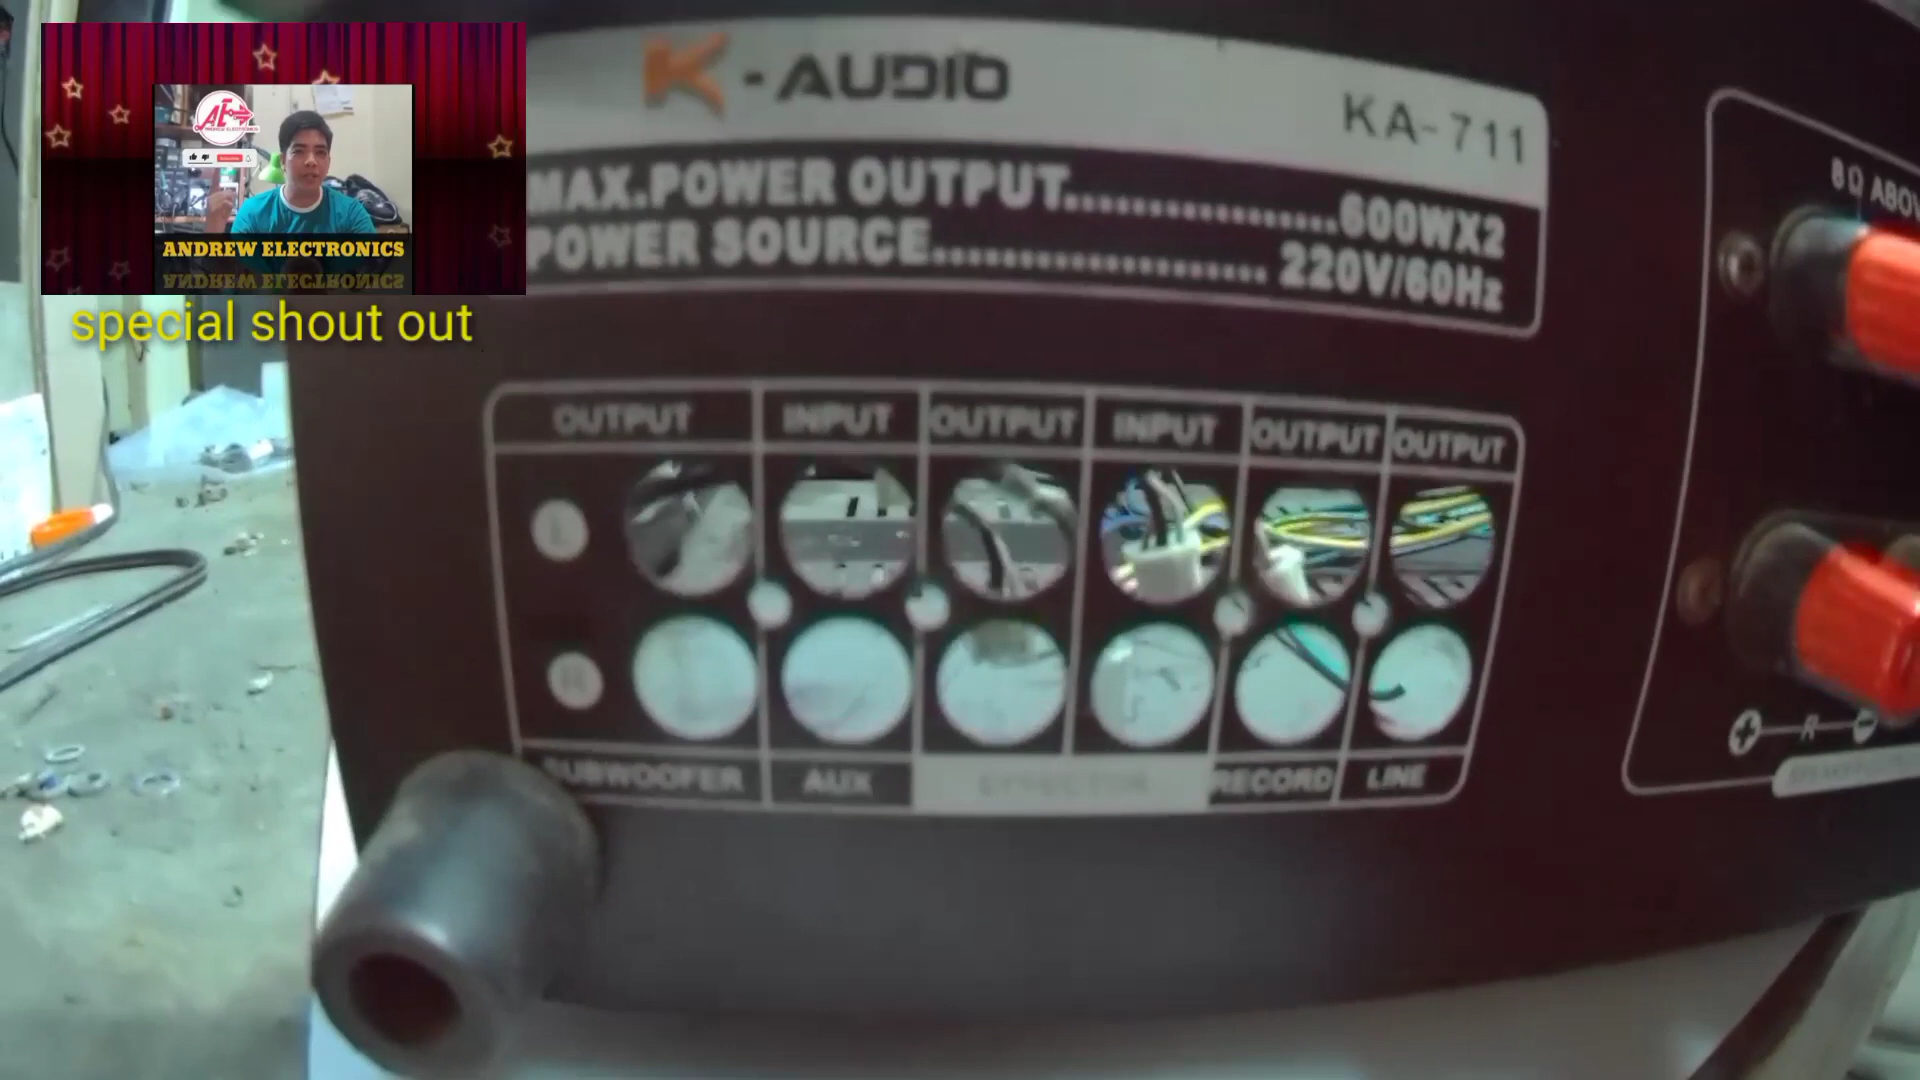 K-AUDIO
KA-711
MAX.POWER OUTPUT..................600WX2
POWER SOURCE........................220V/60Hz
ANDREW ELECTRONICS
special shout out
8Ω ABOV
OUTPUT INPUT OUTPUT INPUT OUTPUT OUTPUT
L
R
SUBWOOFER AUX RECORD LINE
+ R -